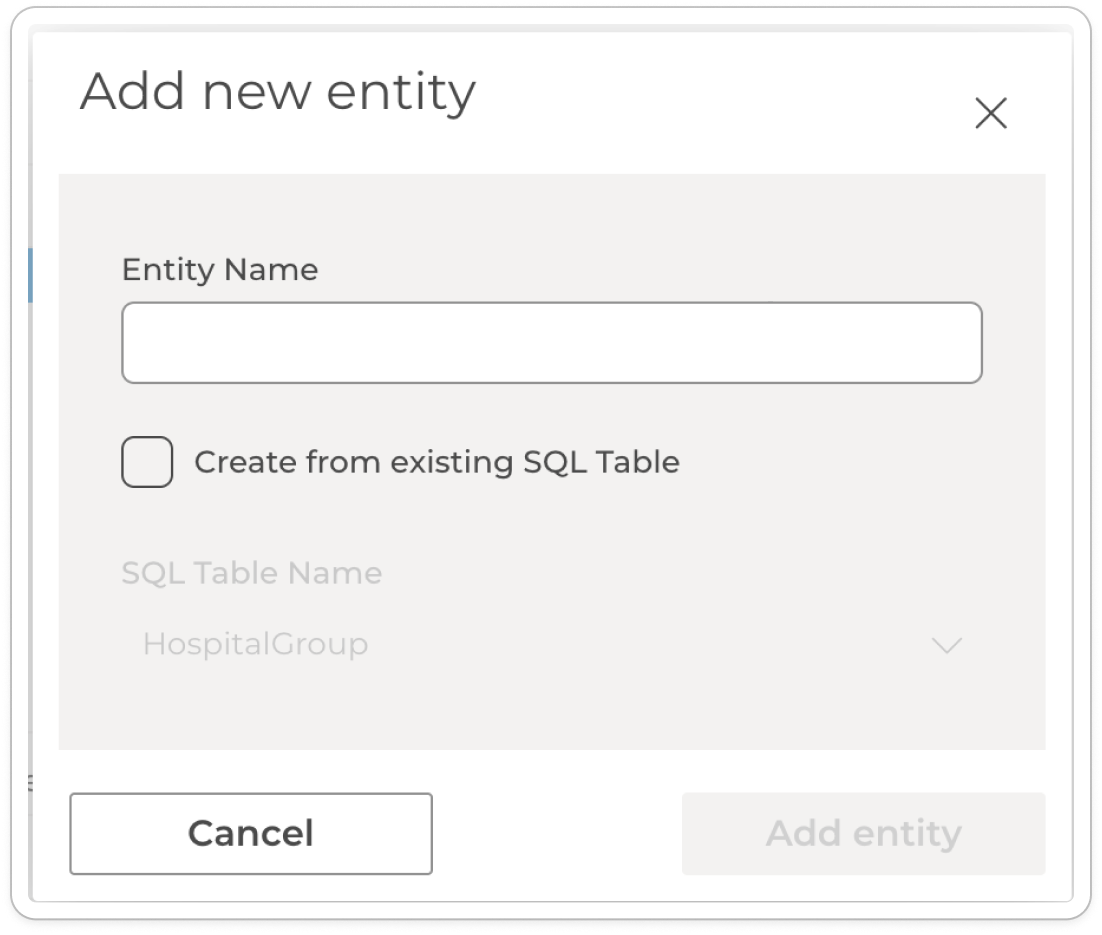 Add new entity
Entity Name
Create from existing SQL Table
SQL Table Name
HospitalGroup
Cancel
Add entity